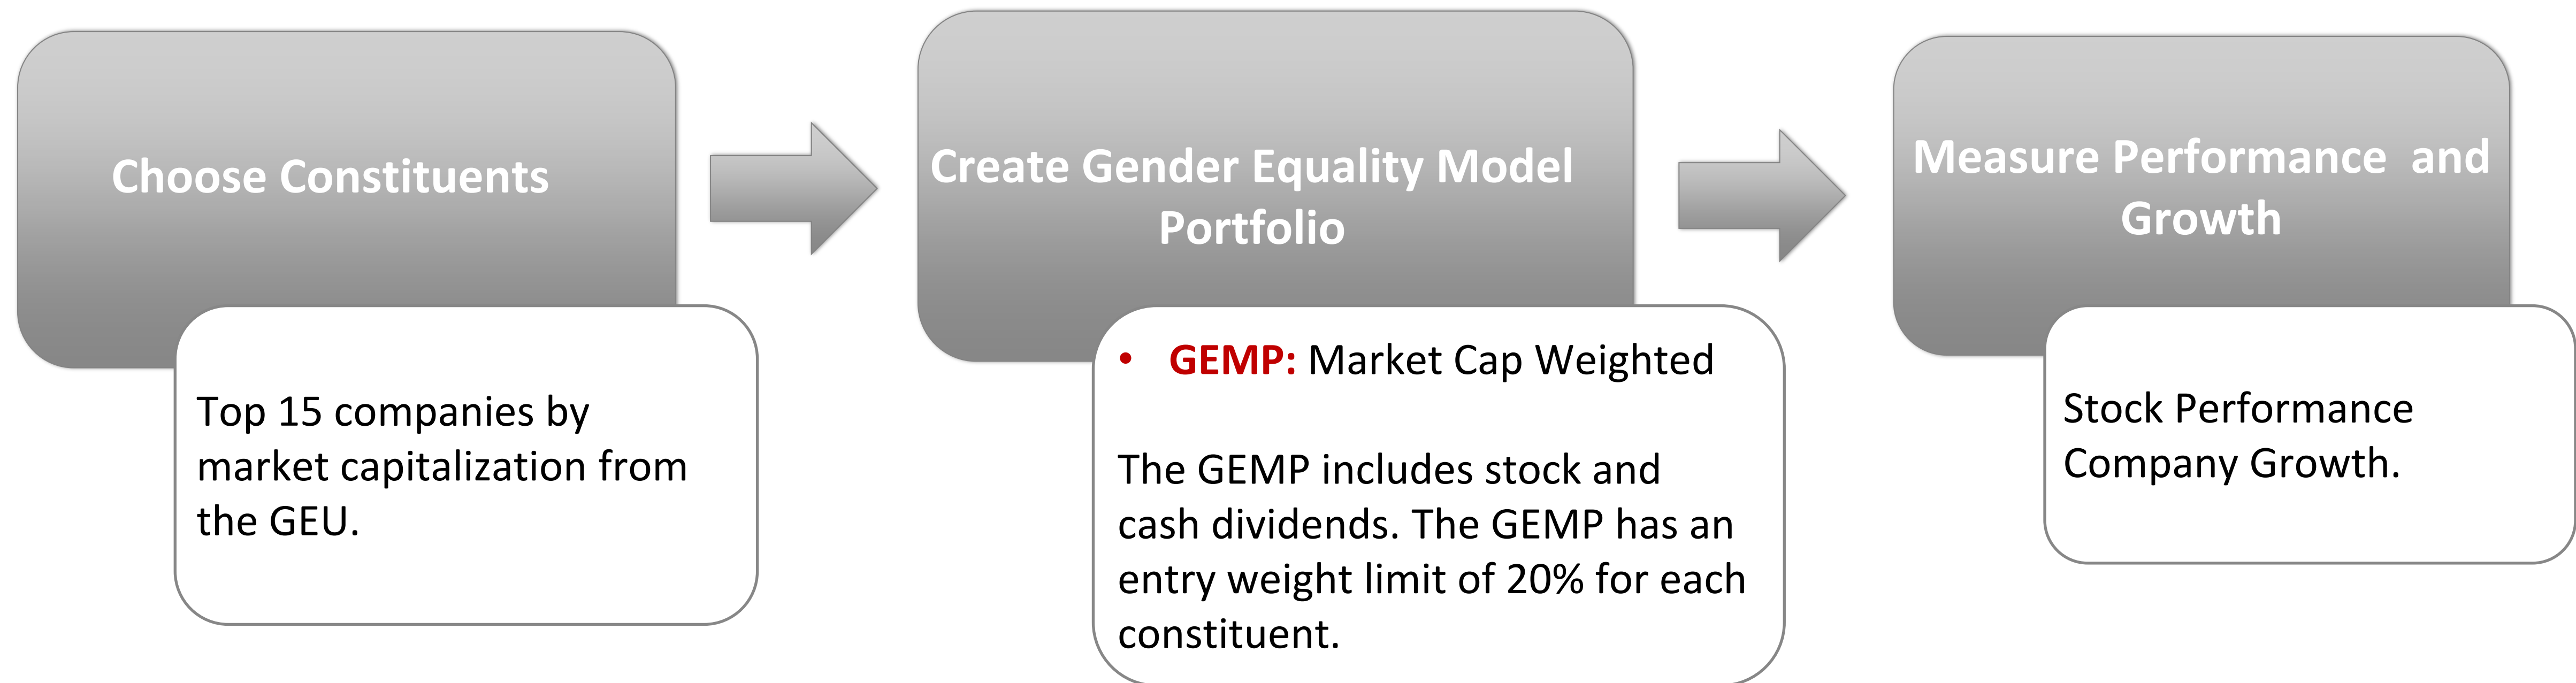 Choose Constituents
Top 15 companies by
market capitalization from
the GEU.
Create Gender Equality Model
Portfolio
• GEMP: Market Cap Weighted
The GEMP includes stock and
cash dividends. The GEMP has an
entry weight limit of 20% for each
constituent.
Measure Performance  and
Growth
Stock Performance
Company Growth.